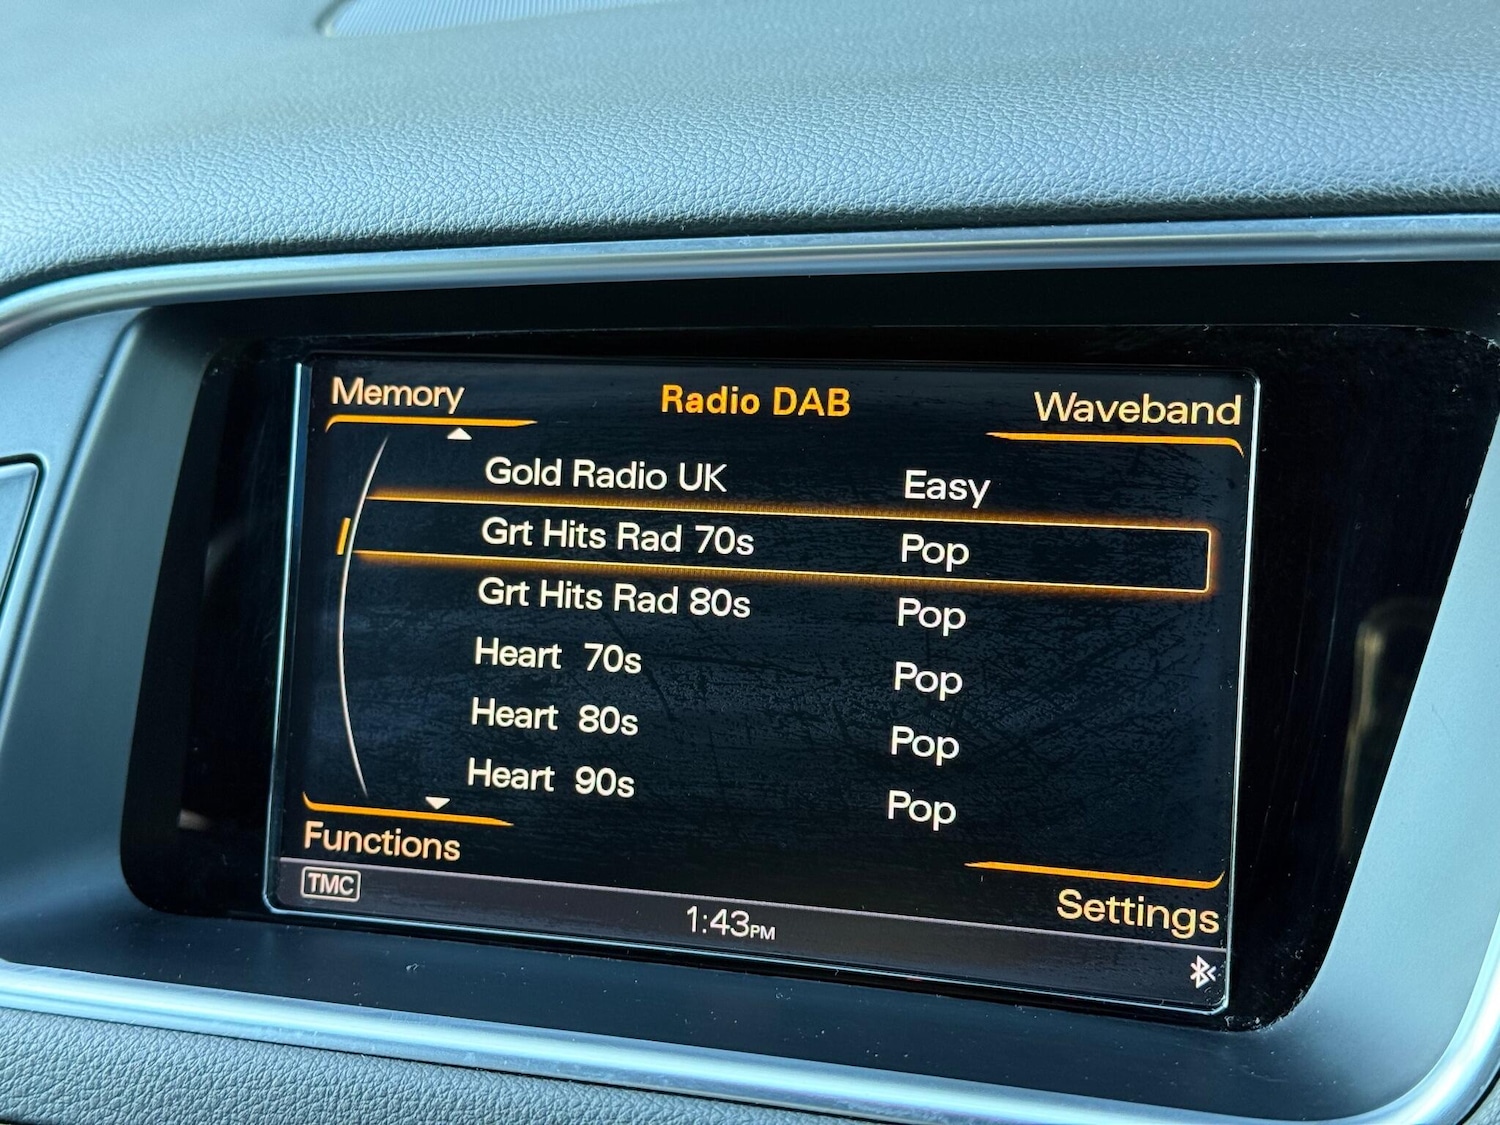 Memory Radio DAB Waveband
Gold Radio UK Easy
Grt Hits Rad 70s Pop
Grt Hits Rad 80s Pop
Heart 70s Pop
Heart 80s Pop
Heart 90s Pop
Functions Settings
TMC 1:43PM